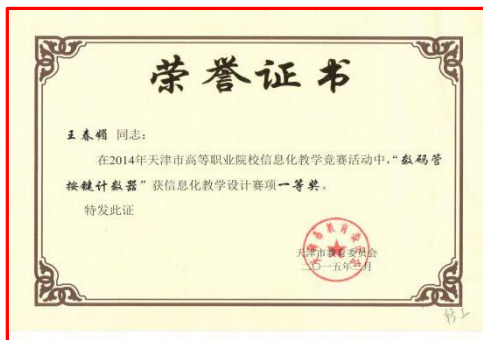 荣誉证书
王春媚 同志：
在2014年天津市高等职业院校信息化教学竞赛活动中，“数码管
按键计数器”获信息化教学设计赛项一等奖。
特发此证
天津市教育委员会
二〇一五年一月